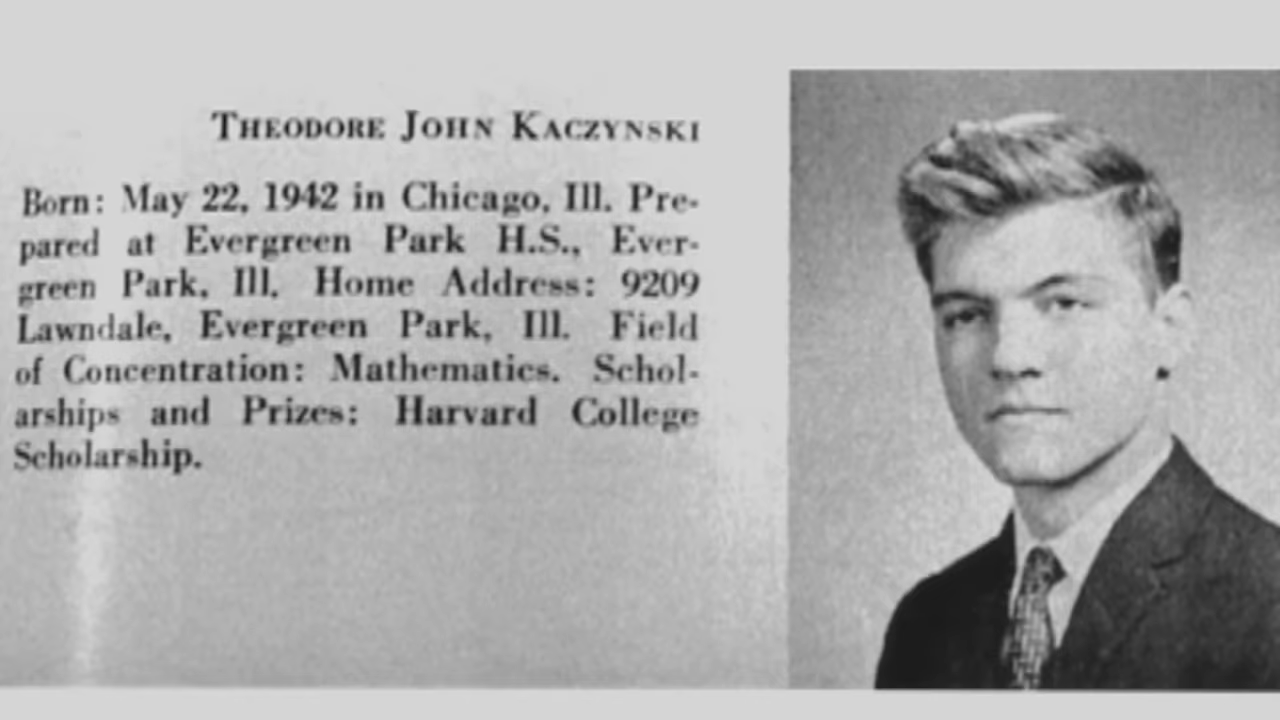 THEODORE JOHN KACZYNSKI
Born: May 22, 1942 in Chicago, Ill. Pre-
pared at Evergreen Park H.S., Ever-
green Park, Ill. Home Address: 9209
Lawndale, Evergreen Park, Ill. Field
of Concentration: Mathematics. Schol-
arships and Prizes: Harvard College
Scholarship.